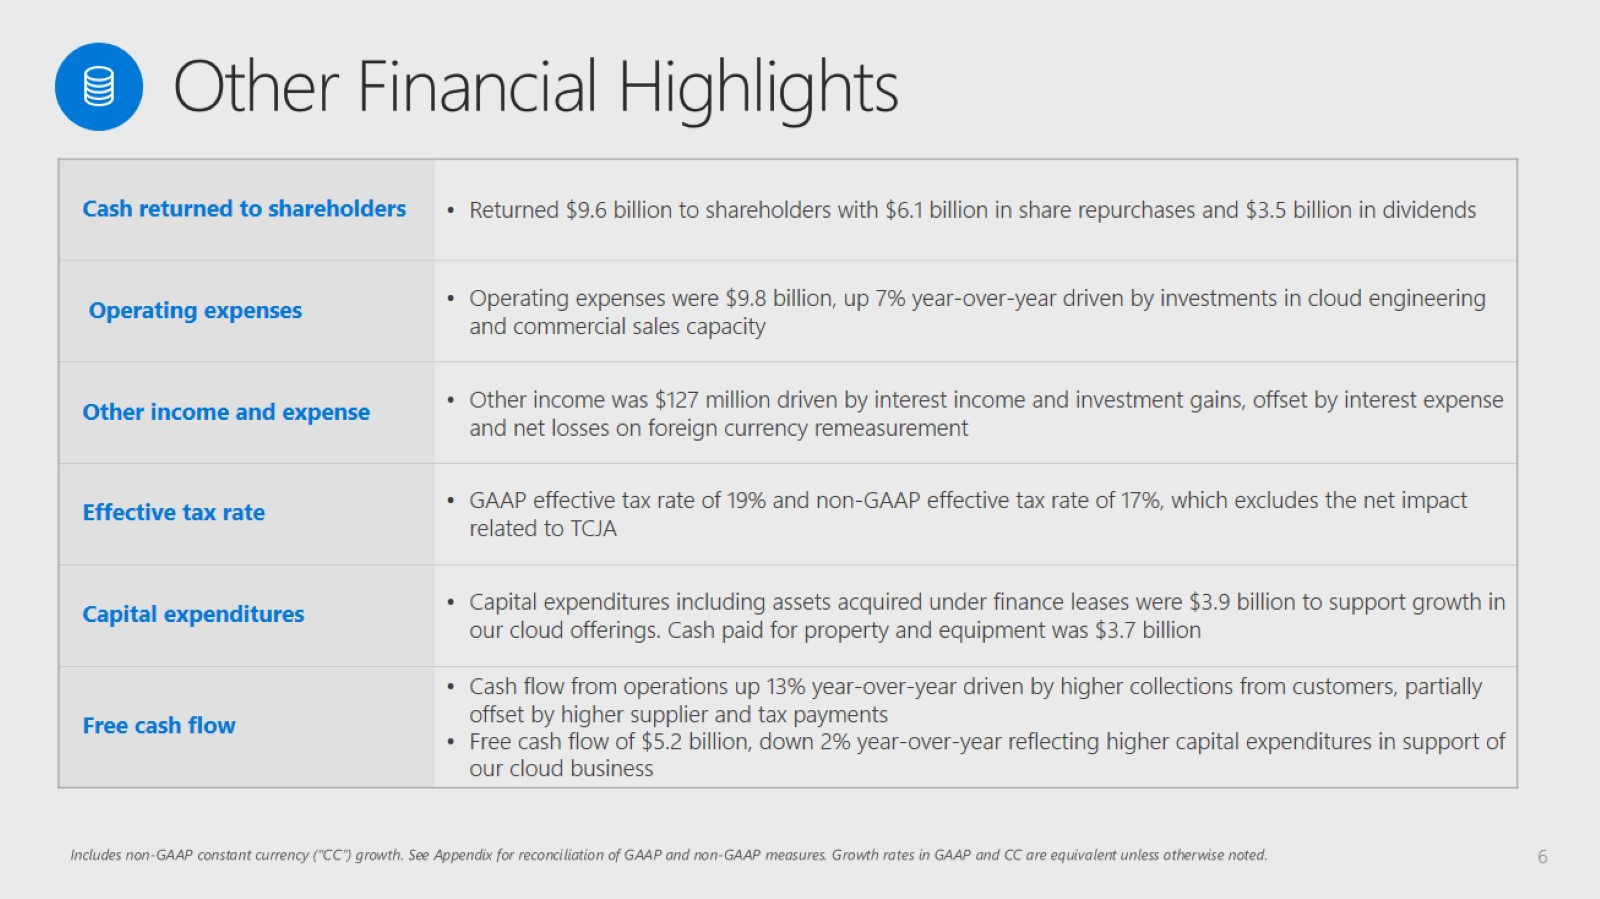 Other Financial Highlights
Cash returned to shareholders
• Returned $9.6 billion to shareholders with $6.1 billion in share repurchases and $3.5 billion in dividends
Operating expenses
• Operating expenses were $9.8 billion, up 7% year-over-year driven by investments in cloud engineering
and commercial sales capacity
Other income and expense
• Other income was $127 million driven by interest income and investment gains, offset by interest expense
and net losses on foreign currency remeasurement
Effective tax rate
• GAAP effective tax rate of 19% and non-GAAP effective tax rate of 17%, which excludes the net impact
related to TCJA
Capital expenditures
• Capital expenditures including assets acquired under finance leases were $3.9 billion to support growth in
our cloud offerings. Cash paid for property and equipment was $3.7 billion
Free cash flow
• Cash flow from operations up 13% year-over-year driven by higher collections from customers, partially
offset by higher supplier and tax payments
• Free cash flow of $5.2 billion, down 2% year-over-year reflecting higher capital expenditures in support of
our cloud business
Includes non-GAAP constant currency ("CC") growth. See Appendix for reconciliation of GAAP and non-GAAP measures. Growth rates in GAAP and CC are equivalent unless otherwise noted.
6